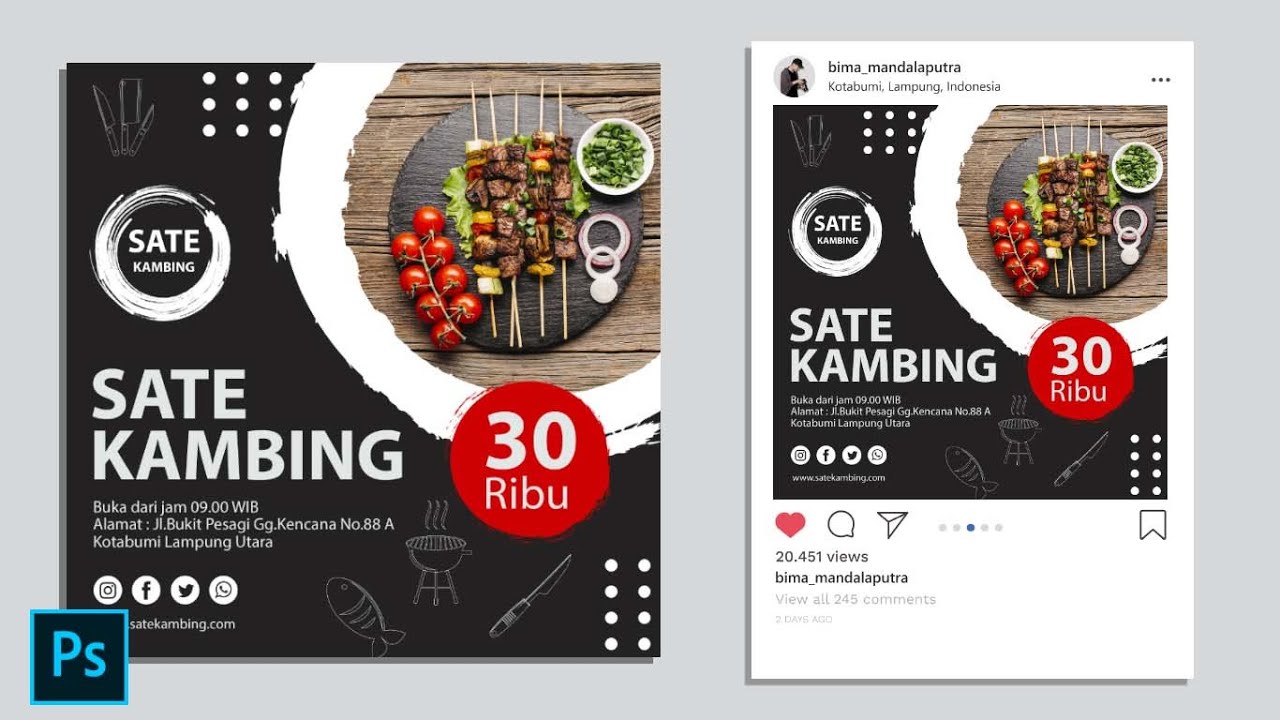 SATE
KAMBING
SATE
KAMBING
30
Ribu
Buka dari jam 09.00 WIB
Alamat : Jl.Bukit Pesagi Gg.Kencana No.88 A
Kotabumi Lampung Utara
.satekambing.com
Ps
bima_mandalaputra
Kotabumi, Lampung, Indonesia
SATE
KAMBING
SATE
KAMBING
30
Ribu
Buka dari jam 09.00 WIB
Alamat : Jl.Bukit Pesagi Gg.Kencana No.88 A
Kotabumi Lampung Utara
www.satekambing.com
20.451 views
bima_mandalaputra
View all 245 comments
2 DAYS AGO